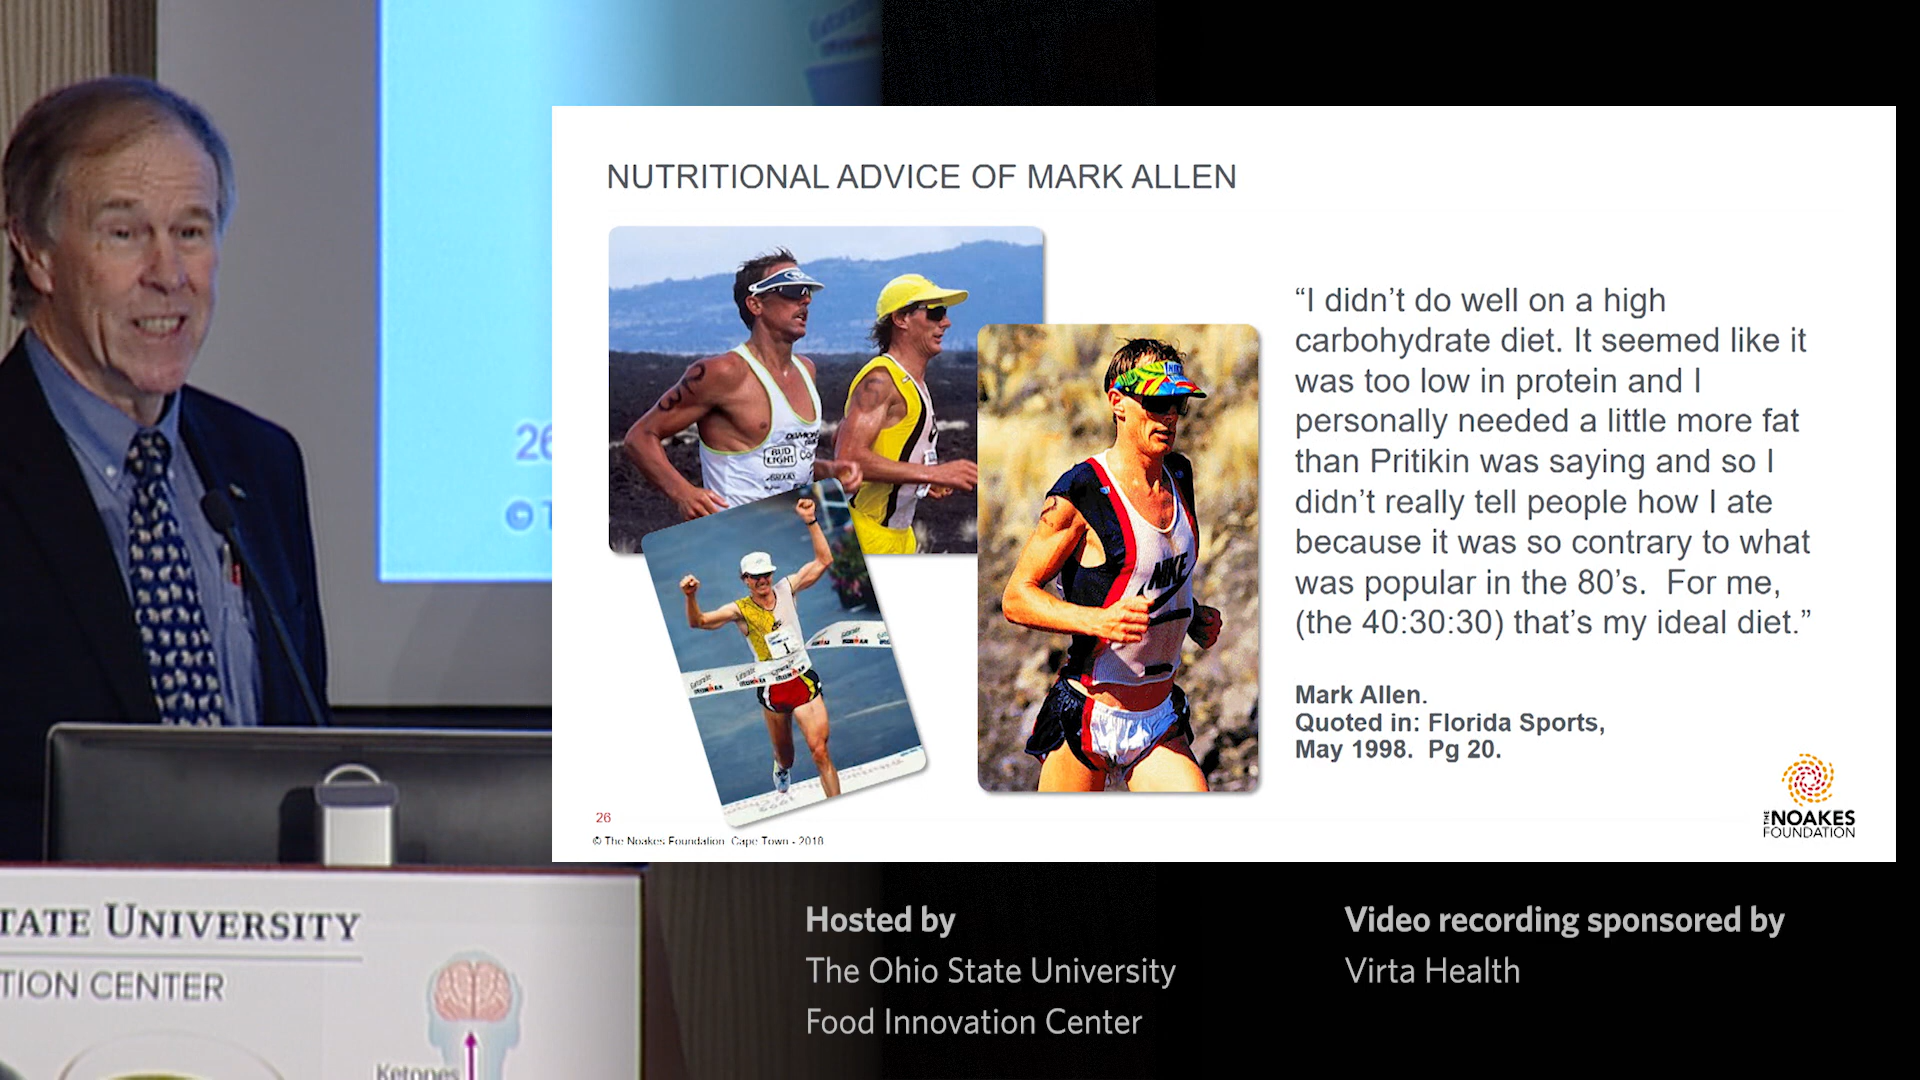 NUTRITIONAL ADVICE OF MARK ALLEN
“I didn’t do well on a high
carbohydrate diet. It seemed like it
was too low in protein and I
personally needed a little more fat
than Pritikin was saying and so I
didn’t really tell people how I ate
because it was so contrary to what
was popular in the 80’s. For me,
(the 40:30:30) that’s my ideal diet.”
Mark Allen.
Quoted in: Florida Sports,
May 1998. Pg 20.
BUD
LIGHT
NIKE
1
26
© The Noakes Foundation Cape Town - 2018
THE
NOAKES
FOUNDATION
26
©
TATE UNIVERSITY
TION CENTER
Ketones
Hosted by
The Ohio State University
Food Innovation Center
Video recording sponsored by
Virta Health